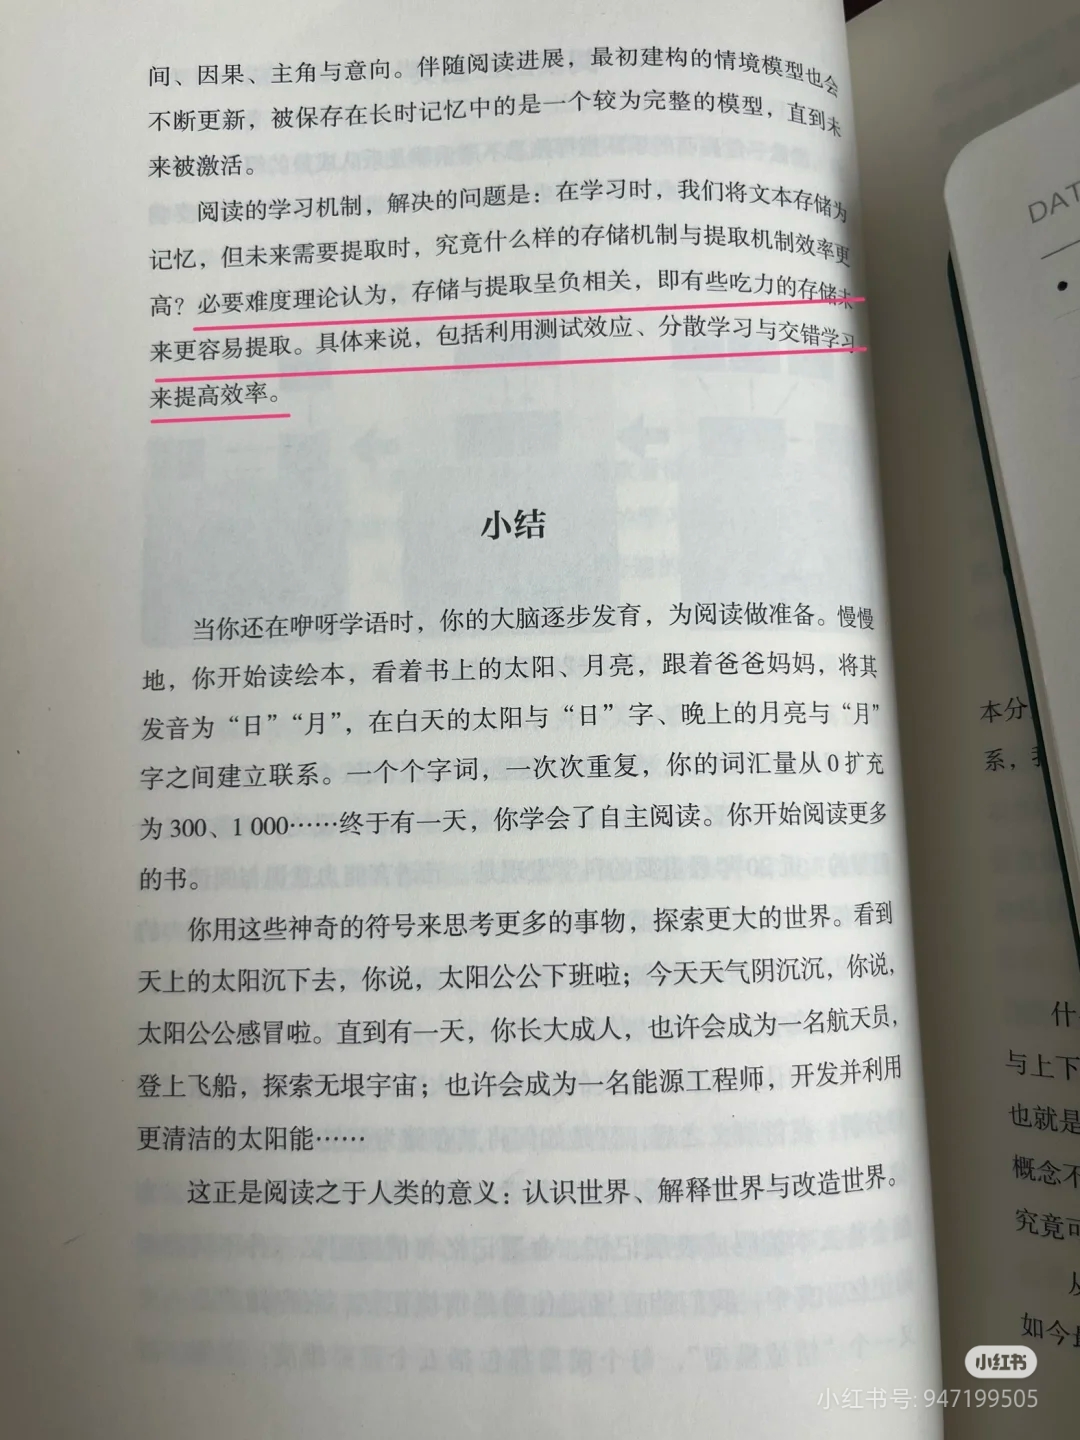 间、因果、主角与意向。伴随阅读进展，最初建构的情境模型也会
不断更新，被保存在长时记忆中的是一个较为完整的模型，直到未
来被激活。
阅读的学习机制，解决的问题是：在学习时，我们将文本存储为
记忆，但未来需要提取时，究竟什么样的存储机制与提取机制效率更
高？必要难度理论认为，存储与提取呈负相关，即有些吃力的存储未
来更容易提取。具体来说，包括利用测试效应、分散学习与交错学习
来提高效率。
小结
当你还在咿呀学语时，你的大脑逐步发育，为阅读做准备。慢慢
地，你开始读绘本，看着书上的太阳、月亮，跟着爸爸妈妈，将其
发音为“日”“月”，在白天的太阳与“日”字、晚上的月亮与“月”
字之间建立联系。一个个字词，一次次重复，你的词汇量从0扩充
为300、1 000……终于有一天，你学会了自主阅读。你开始阅读更多
的书。
你用这些神奇的符号来思考更多的事物，探索更大的世界。看到
天上的太阳沉下去，你说，太阳公公下班啦；今天天气阴沉沉，你说，
太阳公公感冒啦。直到有一天，你长大成人，也许会成为一名航天员，
登上飞船，探索无垠宇宙；也许会成为一名能源工程师，开发并利用
更清洁的太阳能……
这正是阅读之于人类的意义：认识世界、解释世界与改造世界。
DAT
本分
系，
什
与上下
也就是
概念不
究竟可
如今
小红书
小红书号: 947199505